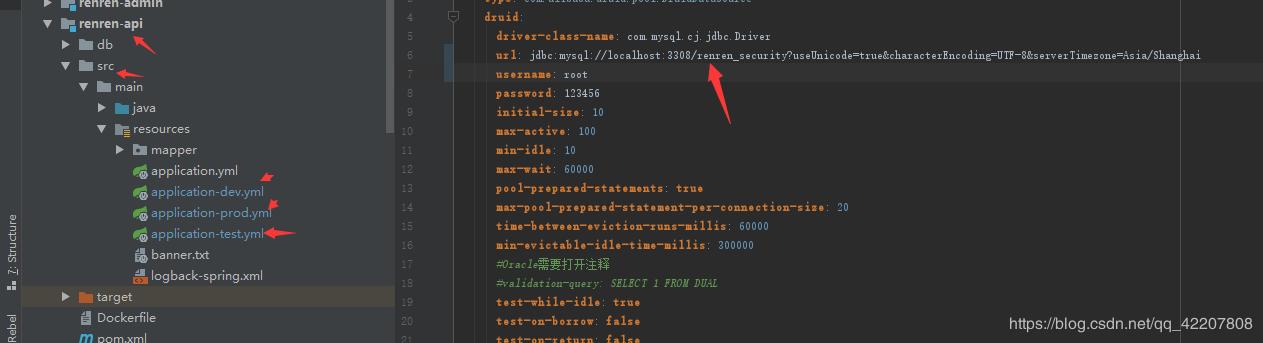 renren-admin
renren-api
db
src
main
java
resources
mapper
application.yml
application-dev.yml
application-prod.yml
application-test.yml
banner.txt
logback-spring.xml
target
Dockerfile
pom.xml
7: Structure
Rebel
type: com.alibaba.druid.pool.DruidDataSource
4 druid:
5 driver-class-name: com.mysql.cj.jdbc.Driver
6 url: jdbc:mysql://localhost:3308/renren_security?useUnicode=true&characterEncoding=UTF-8&serverTimezone=Asia/Shanghai
7 username: root
8 password: 123456
9 initial-size: 10
10 max-active: 100
11 min-idle: 10
12 max-wait: 60000
13 pool-prepared-statements: true
14 max-pool-prepared-statement-per-connection-size: 20
15 time-between-eviction-runs-millis: 60000
16 min-evictable-idle-time-millis: 300000
17 #Oracle需要打开注释
18 #validation-query: SELECT 1 FROM DUAL
19 test-while-idle: true
20 test-on-borrow: false
21 test-on-return: false
https://blog.csdn.net/qq_42207808